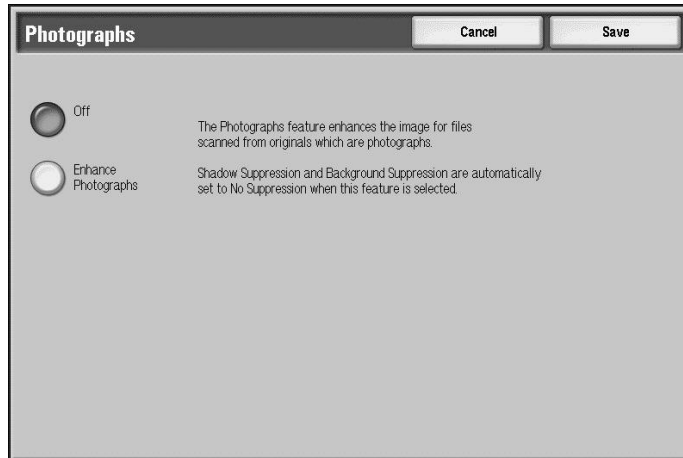 Photographs
Cancel
Save
Off
The Photographs feature enhances the image for files
scanned from originals which are photographs.
Enhance
Photographs
Shadow Suppression and Background Suppression are automatically
set to No Suppression when this feature is selected.